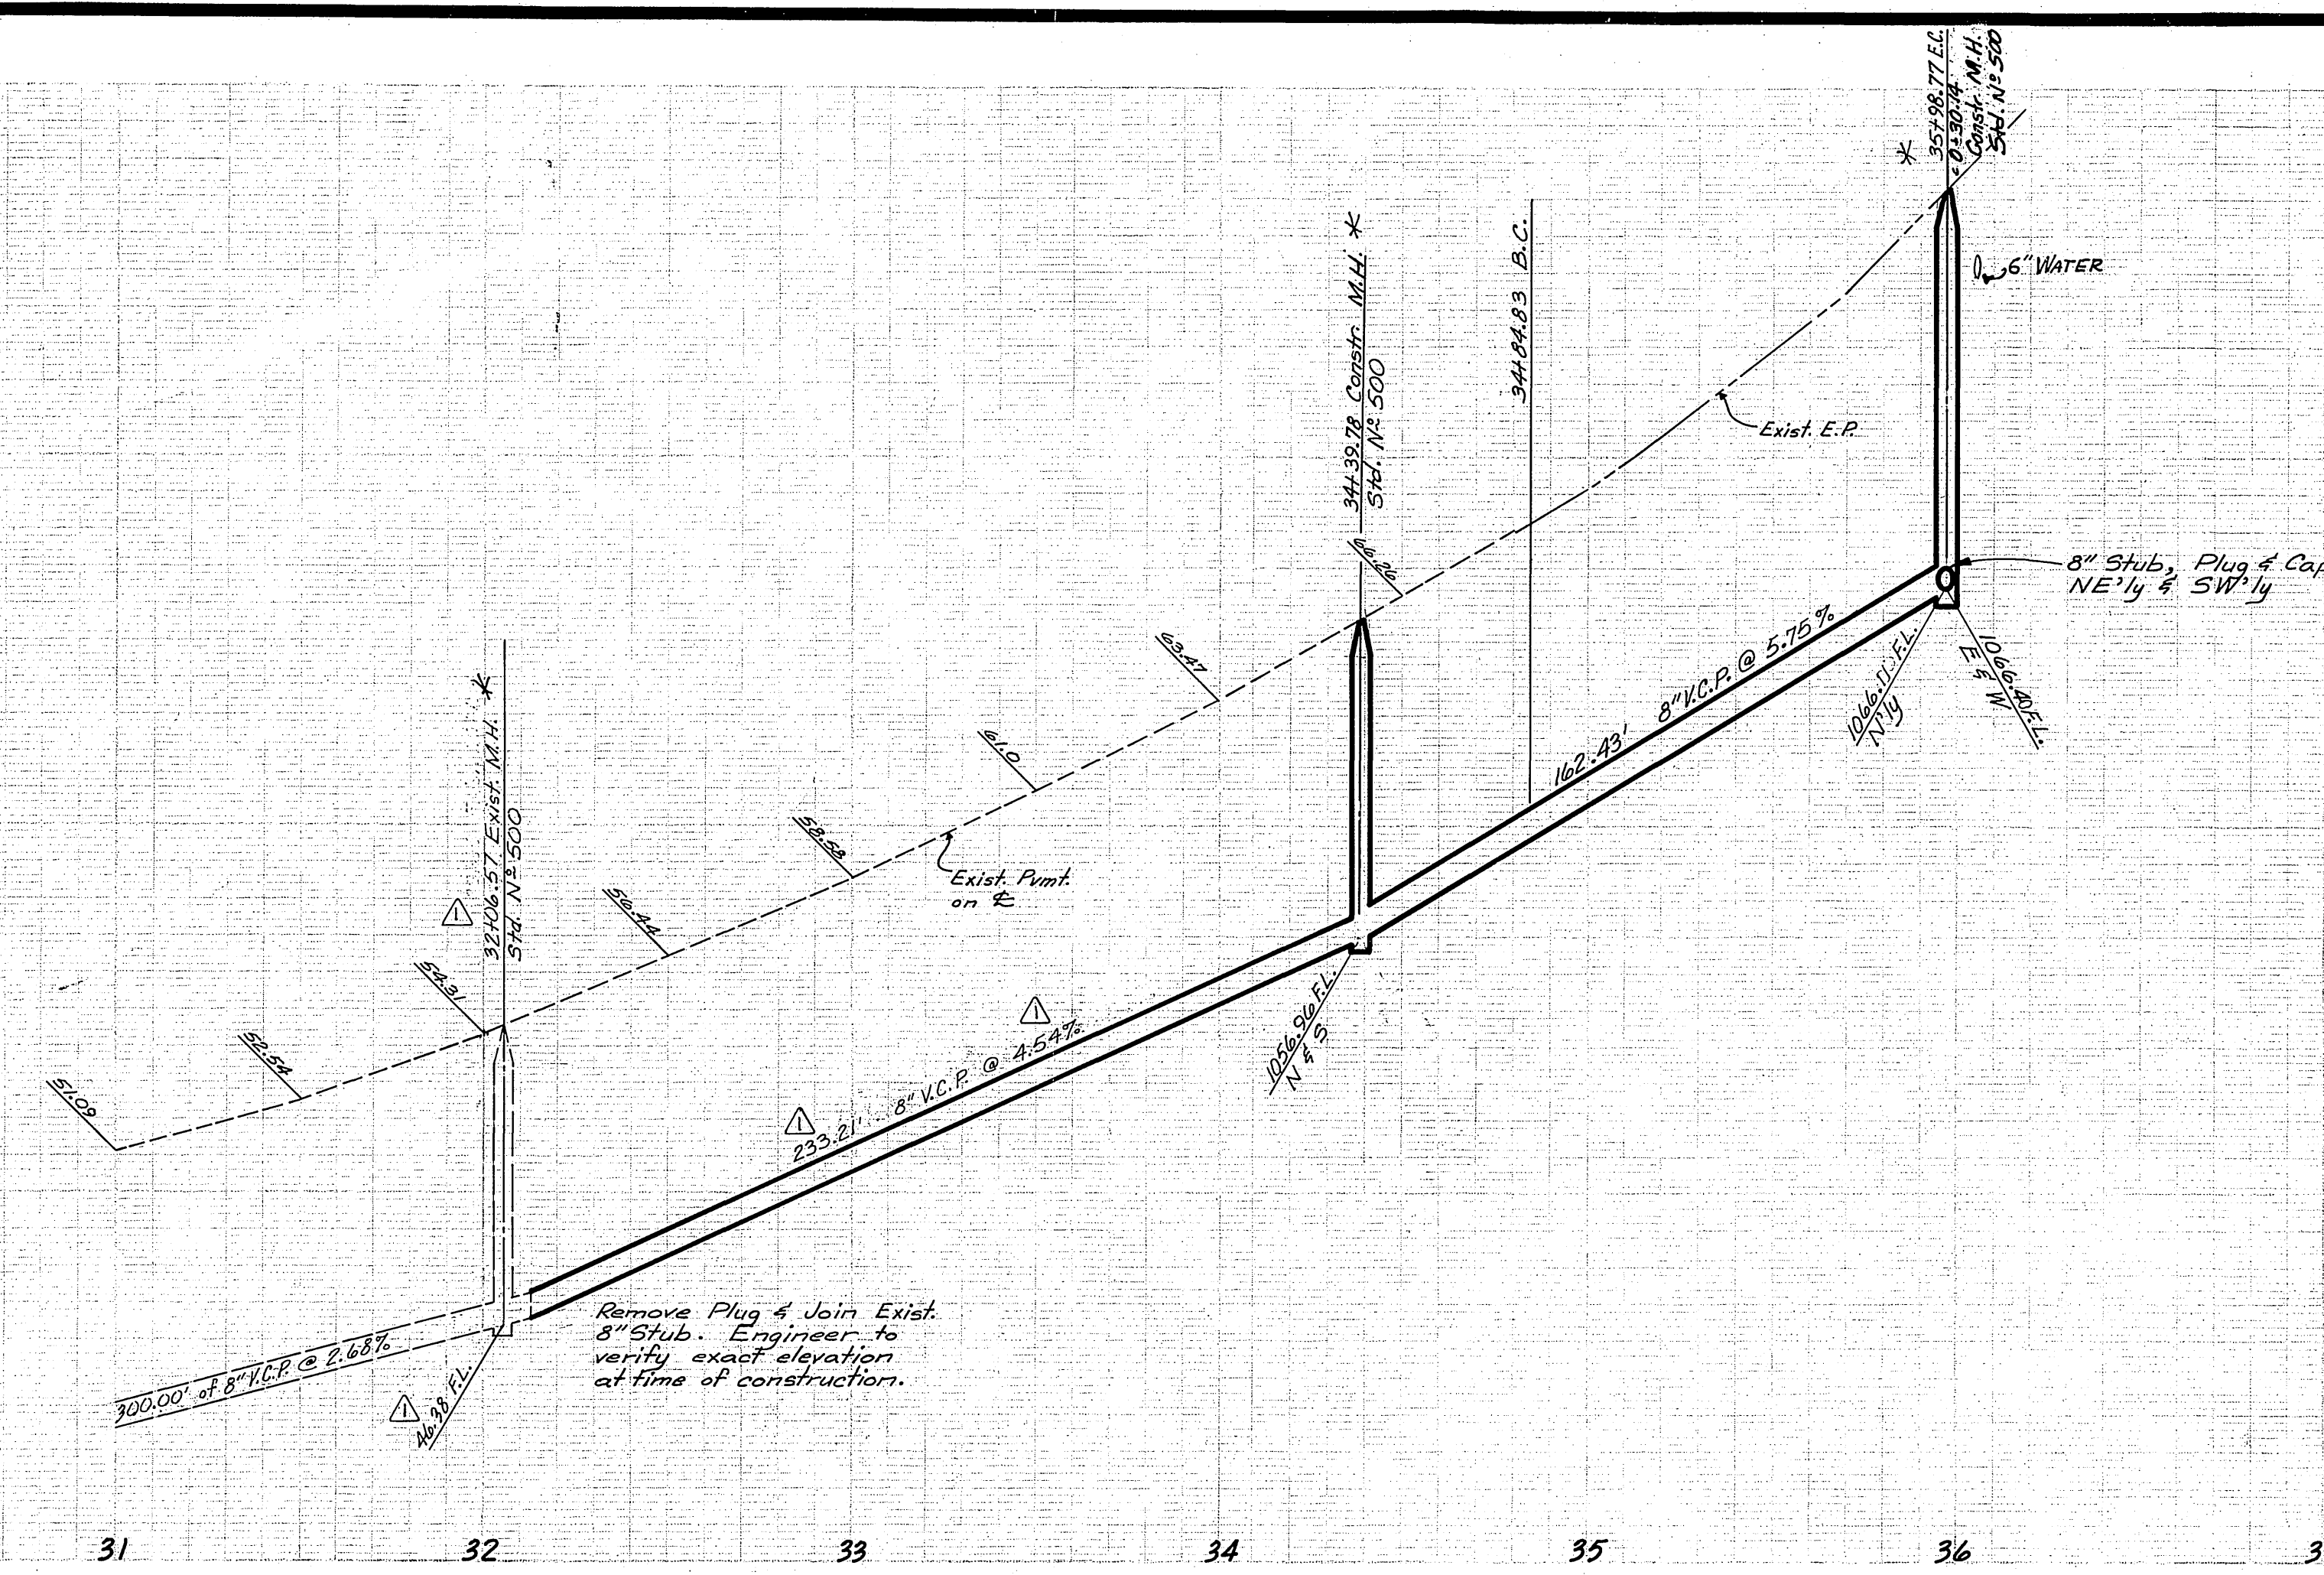 35+98.77 E.C.
0+30.14
Constr. M.H.
Std. Nº 500
6" WATER
34+39.78 Constr. M.H. *
Std. Nº 500
34+84.83 B.C.
Exist. E.P.
66.26
8" Stub, Plug & Cap
NE'ly & SW'ly
63.47
61.0
58.58
56.44
54.31
52.54
51.09
32+06.57 Exist. M.H. *
Std. Nº 500
Exist. Pvmt.
on ℄
162.43' 8" V.C.P. @ 5.75%
1066.11 F.L.
N'ly
1066.40 F.L.
E & W
1
233.21' 8" V.C.P. @ 4.54%
1
1
1056.96 F.L.
N & S
Remove Plug & Join Exist.
8" Stub. Engineer to
verify exact elevation
at time of construction.
300.00' of 8" V.C.P. @ 2.68%
1
46.38 F.L.
31 32 33 34 35 36 3